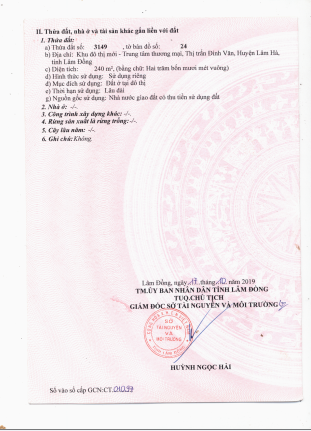 II. Thửa đất, nhà ở và tài sản khác gắn liền với đất
1. Thửa đất:
a) Thửa đất số: 3149 , tờ bản đồ số: 24
b) Địa chỉ: Khu đô thị mới - Trung tâm thương mại, Thị trấn Đinh Văn, Huyện Lâm Hà,
tỉnh Lâm Đồng
c) Diện tích: 240 m², (bằng chữ: Hai trăm bốn mươi mét vuông)
d) Hình thức sử dụng: Sử dụng riêng
đ) Mục đích sử dụng: Đất ở tại đô thị
e) Thời hạn sử dụng: Lâu dài
g) Nguồn gốc sử dụng: Nhà nước giao đất có thu tiền sử dụng đất
2. Nhà ở: -/-.
3. Công trình xây dựng khác: -/-.
4. Rừng sản xuất là rừng trồng: -/-.
5. Cây lâu năm: -/-.
6. Ghi chú: Không.
Lâm Đồng, ngày 17 tháng 10 năm 2019
TM.ỦY BAN NHÂN DÂN TỈNH LÂM ĐỒNG
TUQ.CHỦ TỊCH
GIÁM ĐỐC SỞ TÀI NGUYÊN VÀ MÔI TRƯỜNG
SỞ
TÀI NGUYÊN
VÀ
MÔI TRƯỜNG
HUỲNH NGỌC HẢI
Số vào sổ cấp GCN:CT